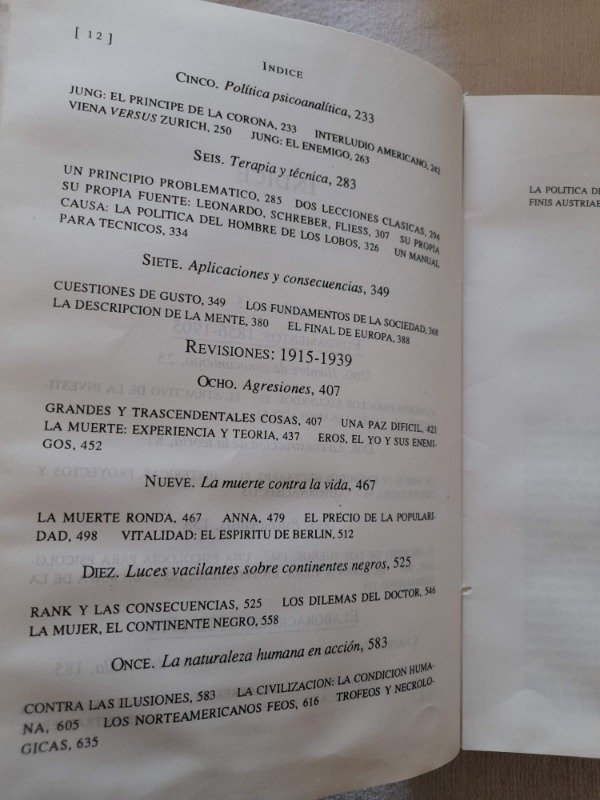 [ 12 ]
INDICE
CINCO. Política psicoanalítica, 233
JUNG: EL PRINCIPE DE LA CORONA, 233 INTERLUDIO AMERICANO, 242
VIENA VERSUS ZURICH, 250 JUNG: EL ENEMIGO, 263
SEIS. Terapia y técnica, 283
UN PRINCIPIO PROBLEMATICO, 285 DOS LECCIONES CLASICAS, 294
SU PROPIA FUENTE: LEONARDO, SCHREBER, FLIESS, 307 SU PROPIA
CAUSA: LA POLITICA DEL HOMBRE DE LOS LOBOS, 326 UN MANUAL
PARA TECNICOS, 334
SIETE. Aplicaciones y consecuencias, 349
CUESTIONES DE GUSTO, 349 LOS FUNDAMENTOS DE LA SOCIEDAD, 368
LA DESCRIPCION DE LA MENTE, 380 EL FINAL DE EUROPA, 388
REVISIONES: 1915-1939
OCHO. Agresiones, 407
GRANDES Y TRASCENDENTALES COSAS, 407 UNA PAZ DIFICIL, 421
LA MUERTE: EXPERIENCIA Y TEORIA, 437 EROS, EL YO Y SUS ENEMI-
GOS, 452
NUEVE. La muerte contra la vida, 467
LA MUERTE RONDA, 467 ANNA, 479 EL PRECIO DE LA POPULARI-
DAD, 498 VITALIDAD: EL ESPIRITU DE BERLIN, 512
DIEZ. Luces vacilantes sobre continentes negros, 525
RANK Y LAS CONSECUENCIAS, 525 LOS DILEMAS DEL DOCTOR, 546
LA MUJER, EL CONTINENTE NEGRO, 558
ONCE. La naturaleza humana en acción, 583
CONTRA LAS ILUSIONES, 583 LA CIVILIZACION: LA CONDICION HUMA-
NA, 605 LOS NORTEAMERICANOS FEOS, 616 TROFEOS Y NECROLO-
GICAS, 635
LA POLITICA DE
FINIS AUSTRIAE